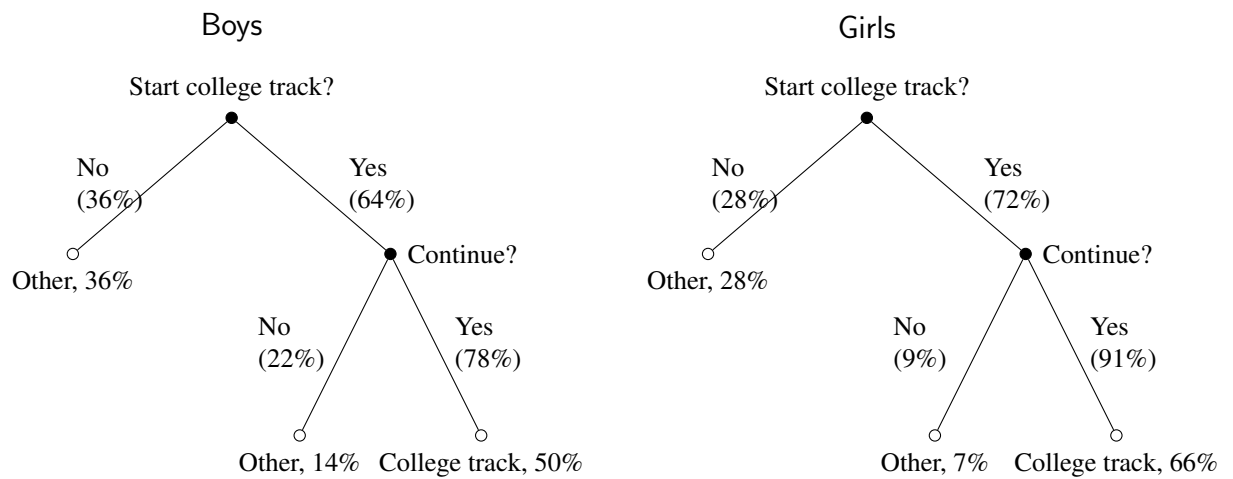 Boys
Start college track?
No
(36%)
Yes
(64%)
Other, 36%
Continue?
No
(22%)
Yes
(78%)
Other, 14%
College track, 50%
Girls
Start college track?
No
(28%)
Yes
(72%)
Other, 28%
Continue?
No
(9%)
Yes
(91%)
Other, 7%
College track, 66%